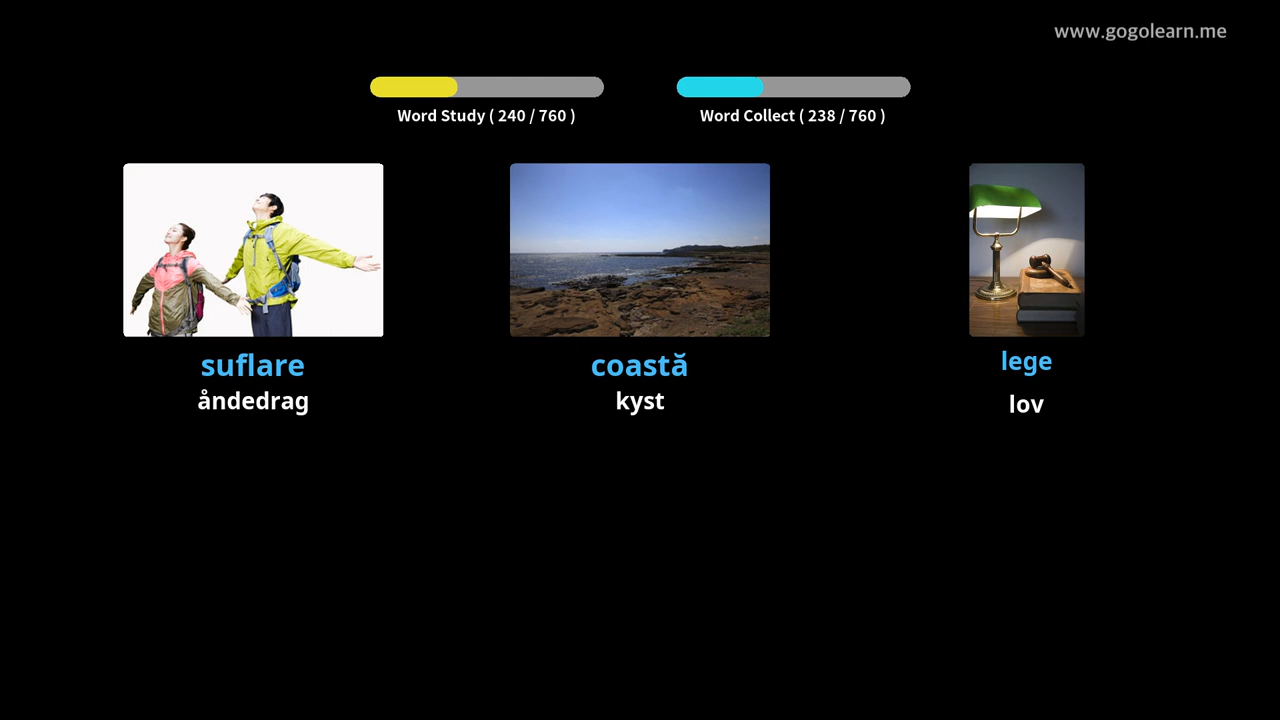 www.gogolearn.me
Word Study ( 240 / 760 )
Word Collect ( 238 / 760 )
suflare
åndedrag
coastă
kyst
lege
lov